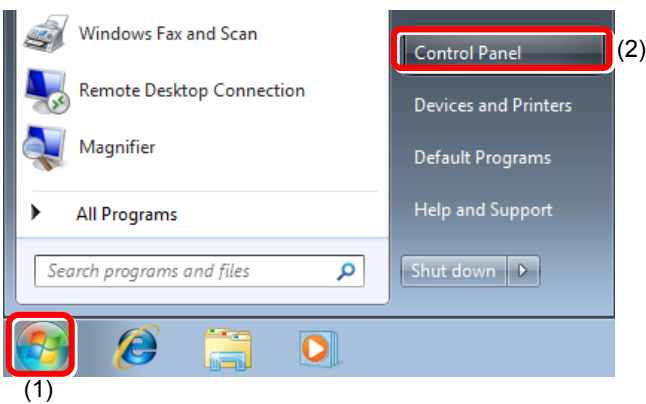 Windows Fax and Scan
Remote Desktop Connection
Magnifier
All Programs
Search programs and files
Control Panel
(2)
Devices and Printers
Default Programs
Help and Support
Shut down
(1)